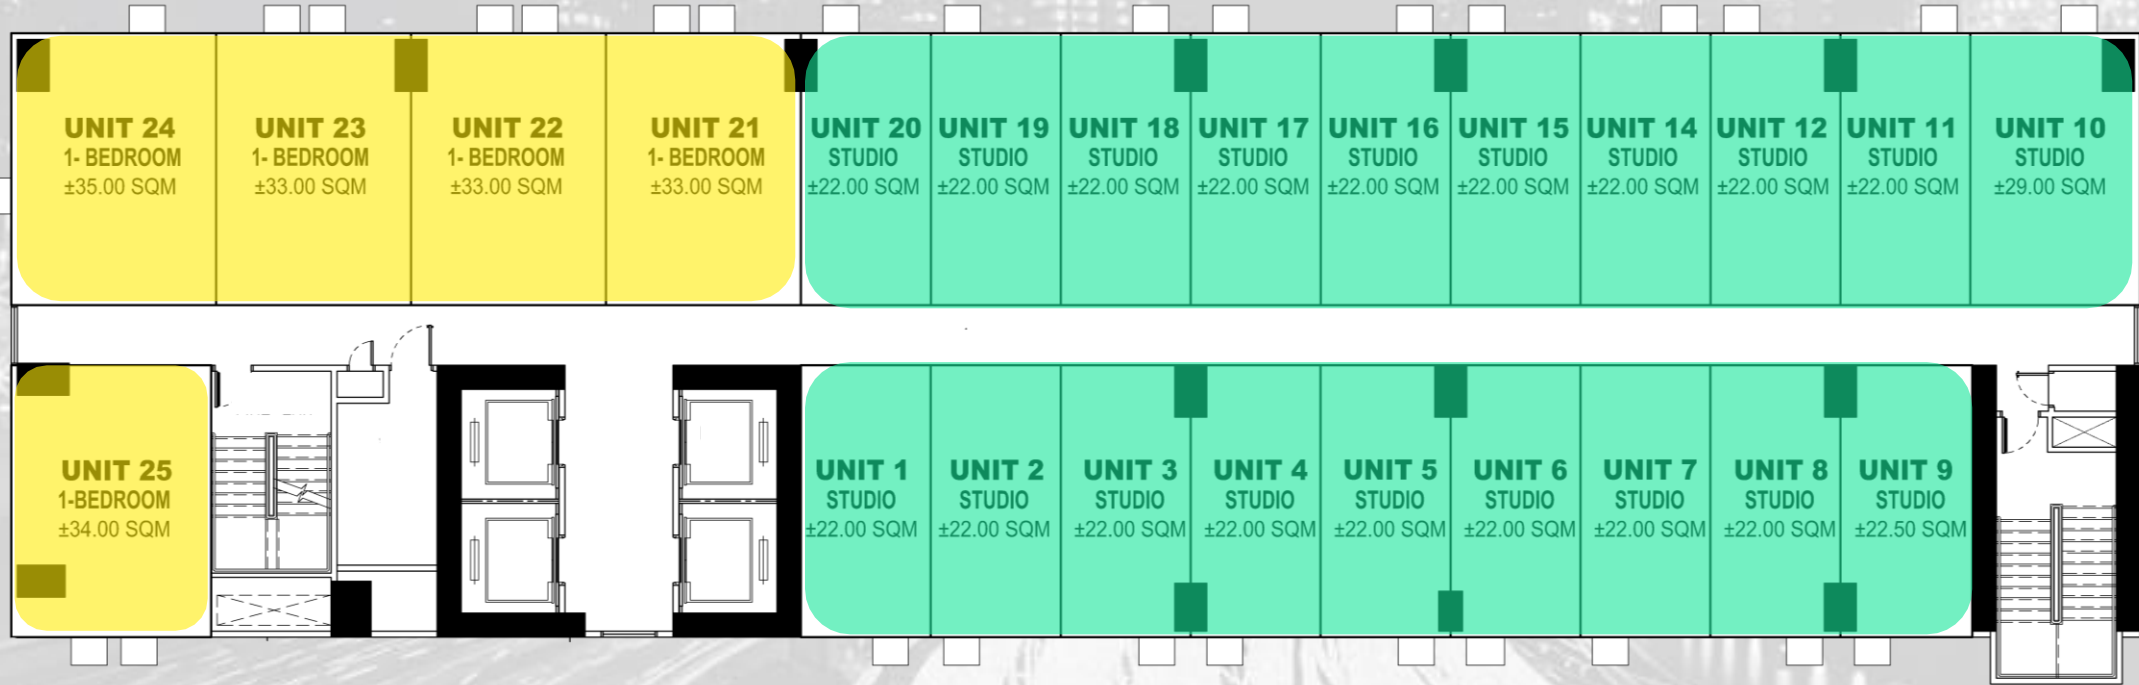 UNIT 24
1- BEDROOM
±35.00 SQM
UNIT 23
1- BEDROOM
±33.00 SQM
UNIT 22
1- BEDROOM
±33.00 SQM
UNIT 21
1- BEDROOM
±33.00 SQM
UNIT 20
STUDIO
±22.00 SQM
UNIT 19
STUDIO
±22.00 SQM
UNIT 18
STUDIO
±22.00 SQM
UNIT 17
STUDIO
±22.00 SQM
UNIT 16
STUDIO
±22.00 SQM
UNIT 15
STUDIO
±22.00 SQM
UNIT 14
STUDIO
±22.00 SQM
UNIT 12
STUDIO
±22.00 SQM
UNIT 11
STUDIO
±22.00 SQM
UNIT 10
STUDIO
±29.00 SQM
UNIT 25
1-BEDROOM
±34.00 SQM
UNIT 1
STUDIO
±22.00 SQM
UNIT 2
STUDIO
±22.00 SQM
UNIT 3
STUDIO
±22.00 SQM
UNIT 4
STUDIO
±22.00 SQM
UNIT 5
STUDIO
±22.00 SQM
UNIT 6
STUDIO
±22.00 SQM
UNIT 7
STUDIO
±22.00 SQM
UNIT 8
STUDIO
±22.00 SQM
UNIT 9
STUDIO
±22.50 SQM